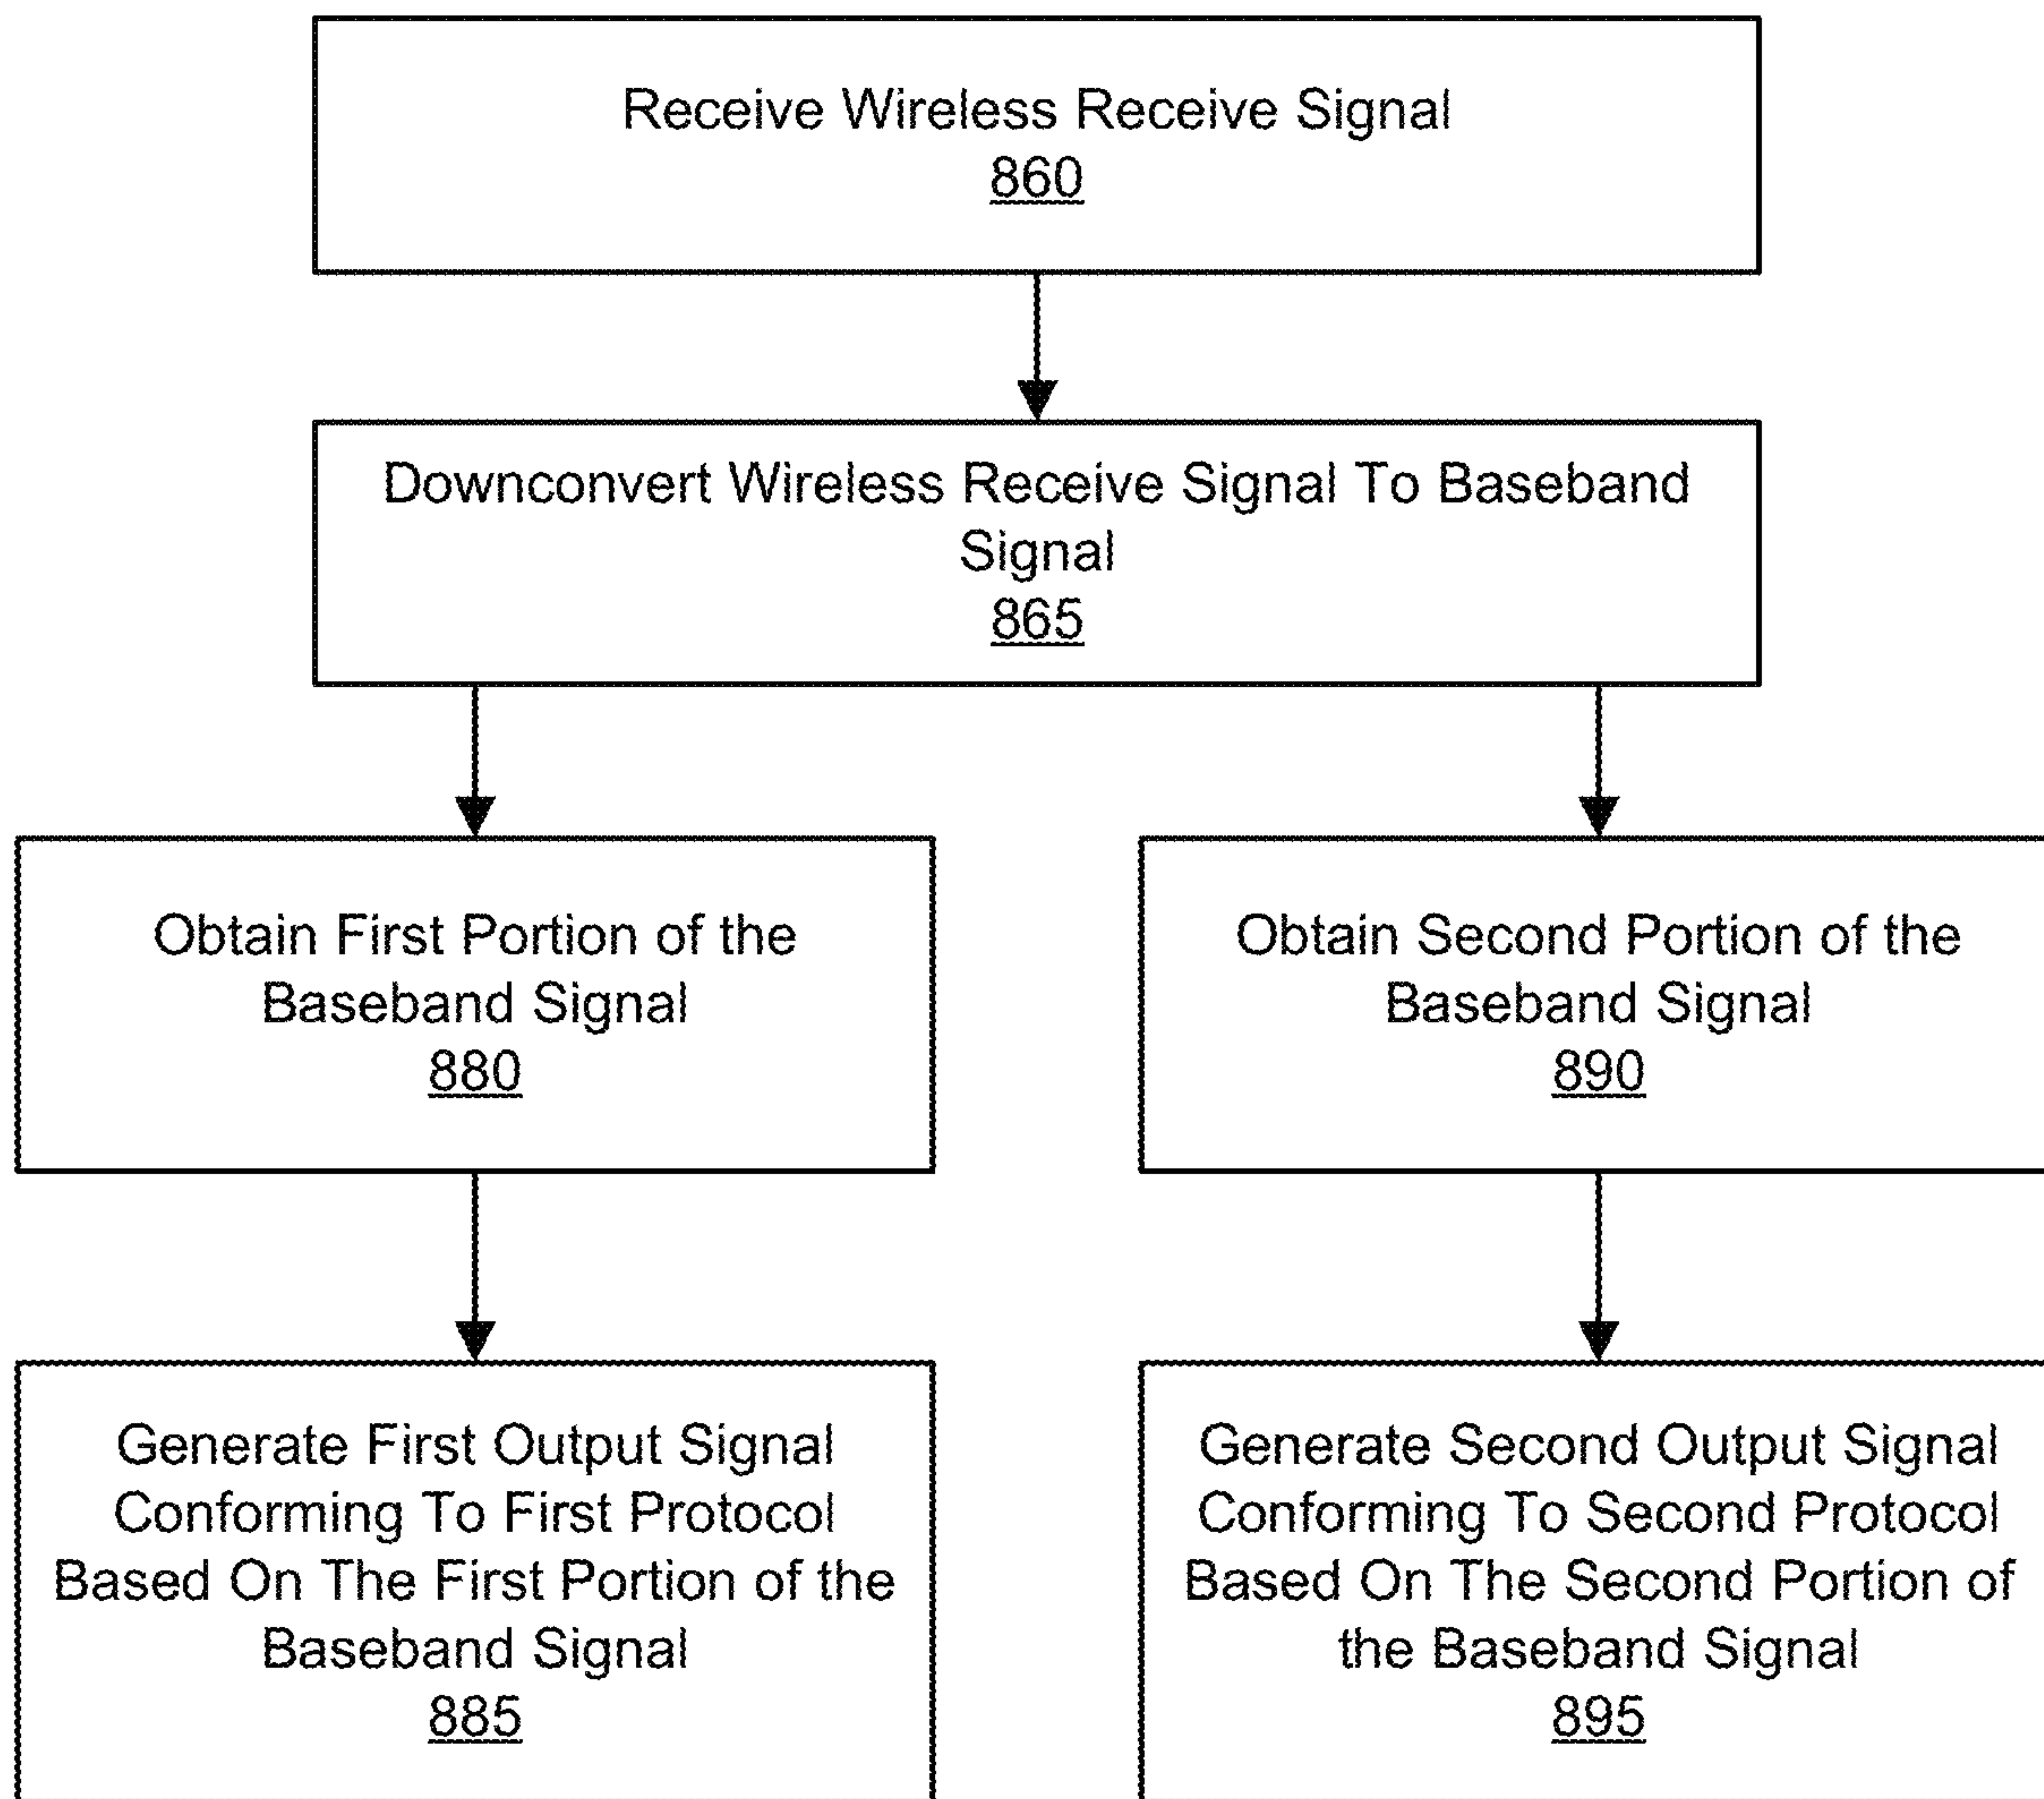 Receive Wireless Receive Signal
860
Downconvert Wireless Receive Signal To Baseband
Signal
865
Obtain First Portion of the
Baseband Signal
880
Obtain Second Portion of the
Baseband Signal
890
Generate First Output Signal
Conforming To First Protocol
Based On The First Portion of the
Baseband Signal
885
Generate Second Output Signal
Conforming To Second Protocol
Based On The Second Portion of
the Baseband Signal
895